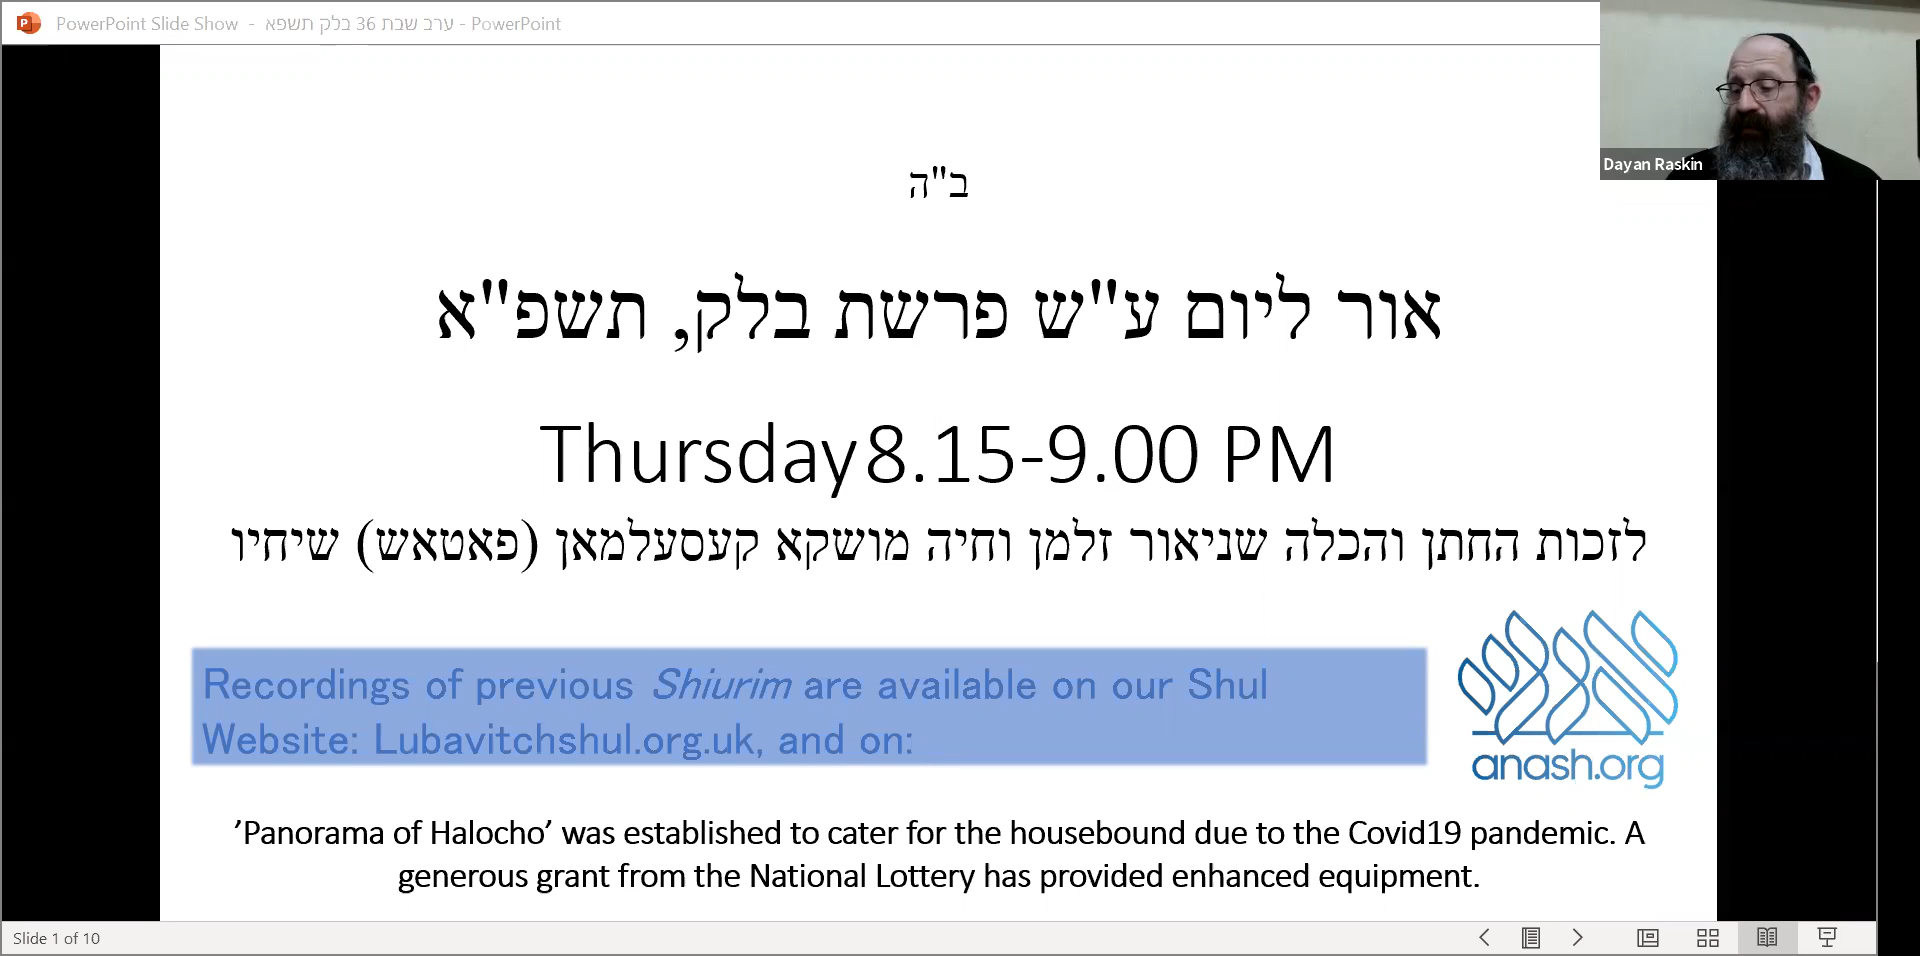 PowerPoint Slide Show - ערב שבת 36 בלק תשפא - PowerPoint
Dayan Raskin
ב"ה
אור ליום ע"ש פרשת בלק, תשפ"א
Thursday 8.15-9.00 PM
לזכות החתן והכלה שניאור זלמן וחיה מושקא קעסעלמאן (פאטאש) שיחיו
Recordings of previous Shiurim are available on our Shul
Website: Lubavitchshul.org.uk, and on:
אנש
anash.org
’Panorama of Halocho’ was established to cater for the housebound due to the Covid19 pandemic. A
generous grant from the National Lottery has provided enhanced equipment.
Slide 1 of 10